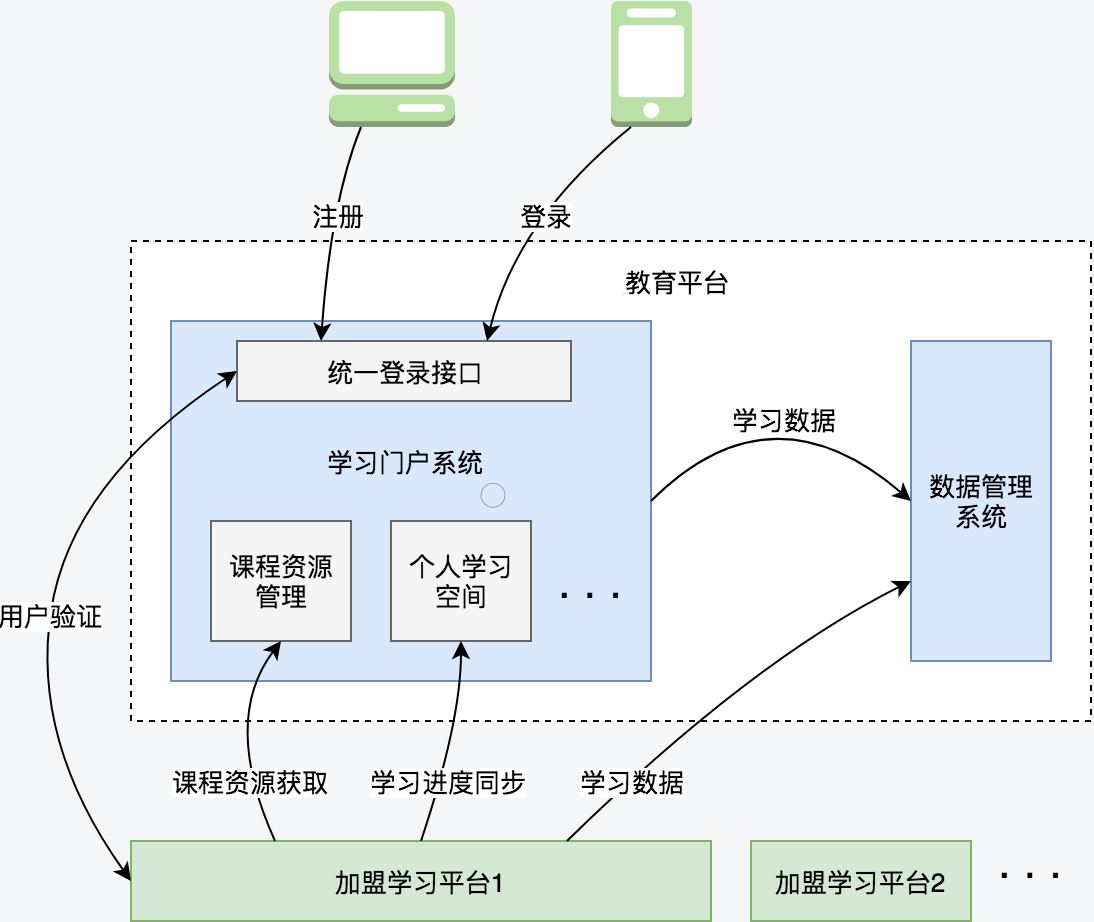 注册
登录
教育平台
统一登录接口
学习门户系统
学习数据
数据管理
系统
课程资源
管理
个人学习
空间
· · ·
用户验证
课程资源获取
学习进度同步
学习数据
加盟学习平台1
加盟学习平台2
· · ·